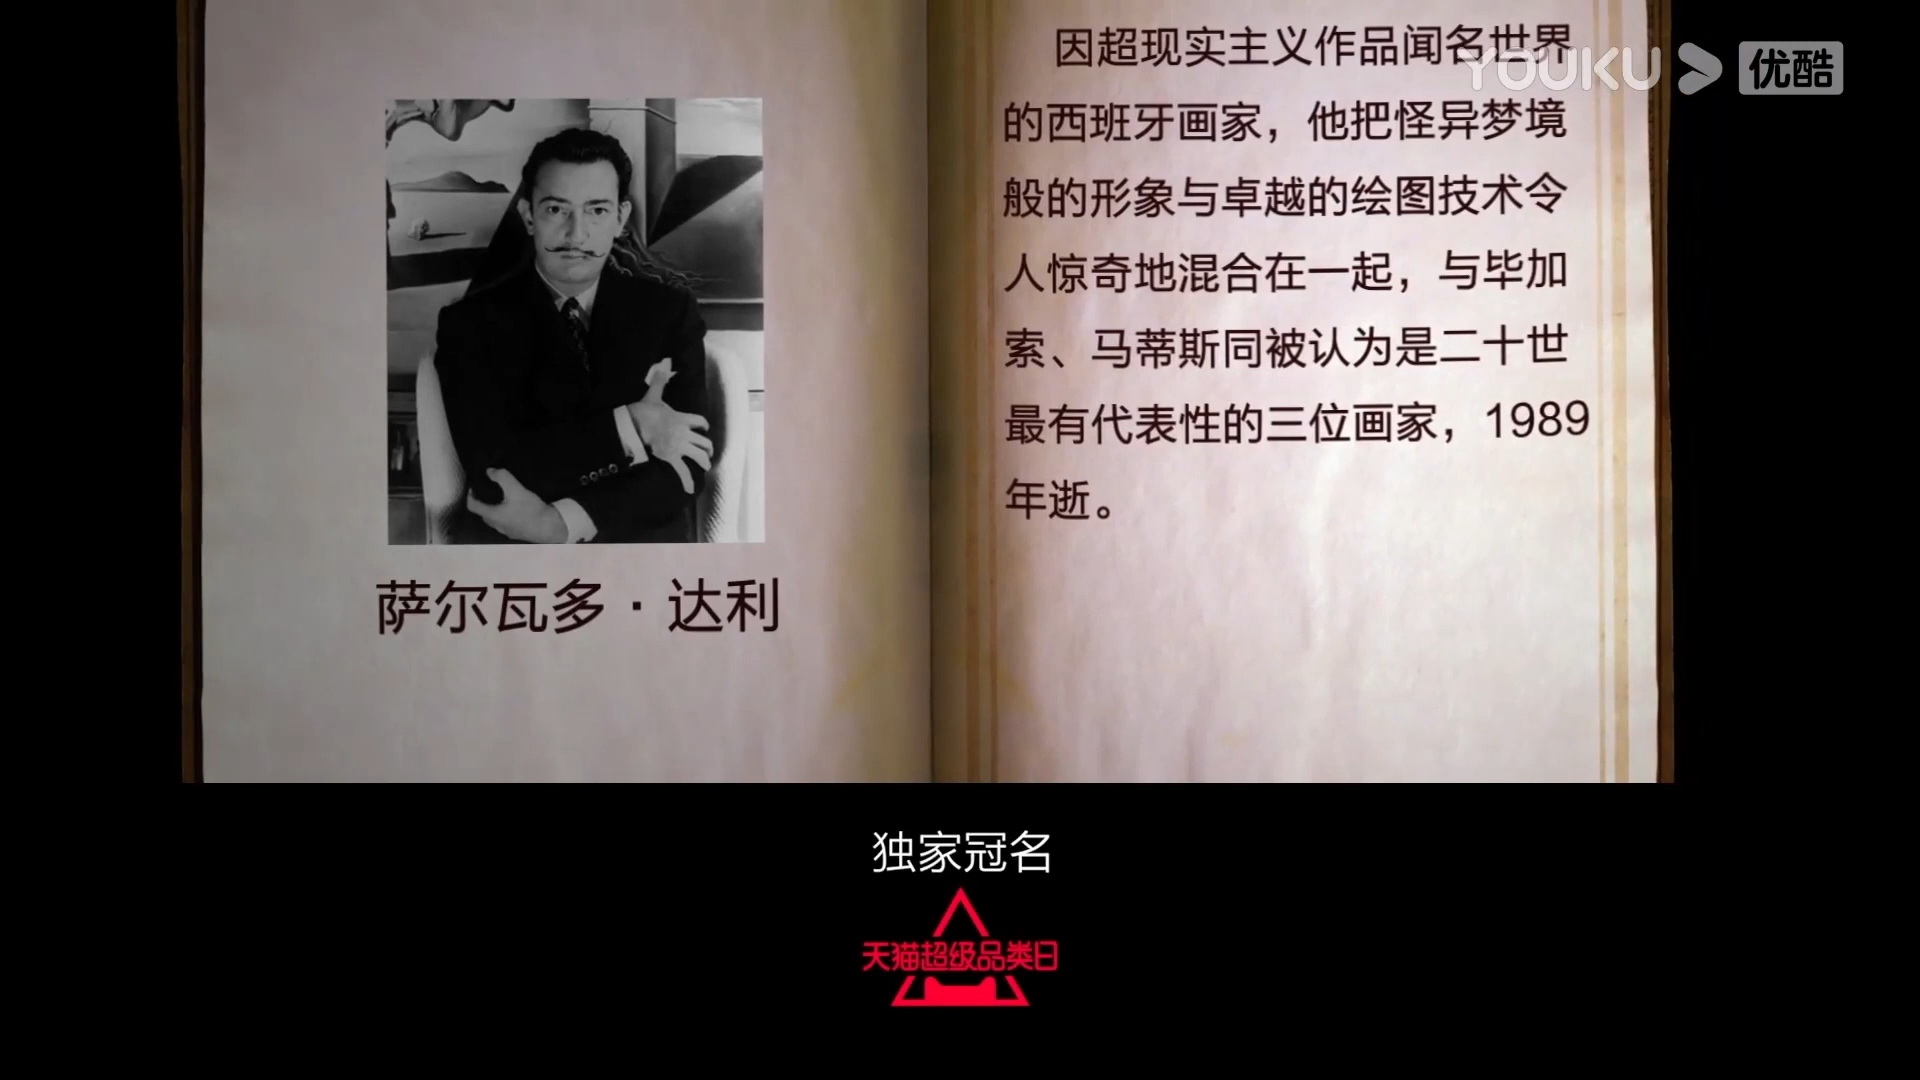 萨尔瓦多·达利
因超现实主义作品闻名世界
的西班牙画家，他把怪异梦境
般的形象与卓越的绘图技术令
人惊奇地混合在一起，与毕加
索、马蒂斯同被认为是二十世
最有代表性的三位画家，1989
年逝。
YOUKU 优酷
独家冠名
天猫超级品类日